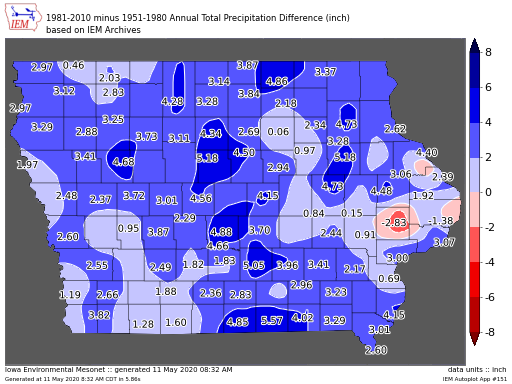 IEM
1981-2010 minus 1951-1980 Annual Total Precipitation Difference (inch)
based on IEM Archives
2.97 0.46 2.03 3.87 4.86 3.37
3.14
3.12 2.83 3.84
4.28 3.28 2.18
2.97
3.25
3.29 2.88 3.73 3.11 4.34 2.69 0.06 2.34 4.73 2.62
3.28
3.41 4.68 5.18 4.50 0.97 5.18 4.40
1.97 2.94 3.06 2.39
4.73 4.48
2.48 2.37 3.72 3.01 4.56 4.15 1.92
2.29 0.84 0.15 -2.83 -1.38
0.95 3.87 4.88 3.70 2.44 0.91
2.60 4.66 3.07
2.55 2.49 1.82 1.83 5.05 3.96 3.41 2.17 3.00
0.69
1.19 2.66 1.88 2.36 2.83 2.96 3.23
3.82 1.28 1.60 4.85 5.57 4.02 3.29 4.15
3.01
2.60
8
6
4
2
0
-2
-4
-6
-8
Iowa Environmental Mesonet :: generated 11 May 2020 08:32 AM
data units :: inch
Generated at 11 May 2020 8:32 AM CDT in 5.86s
IEM Autoplot App #151